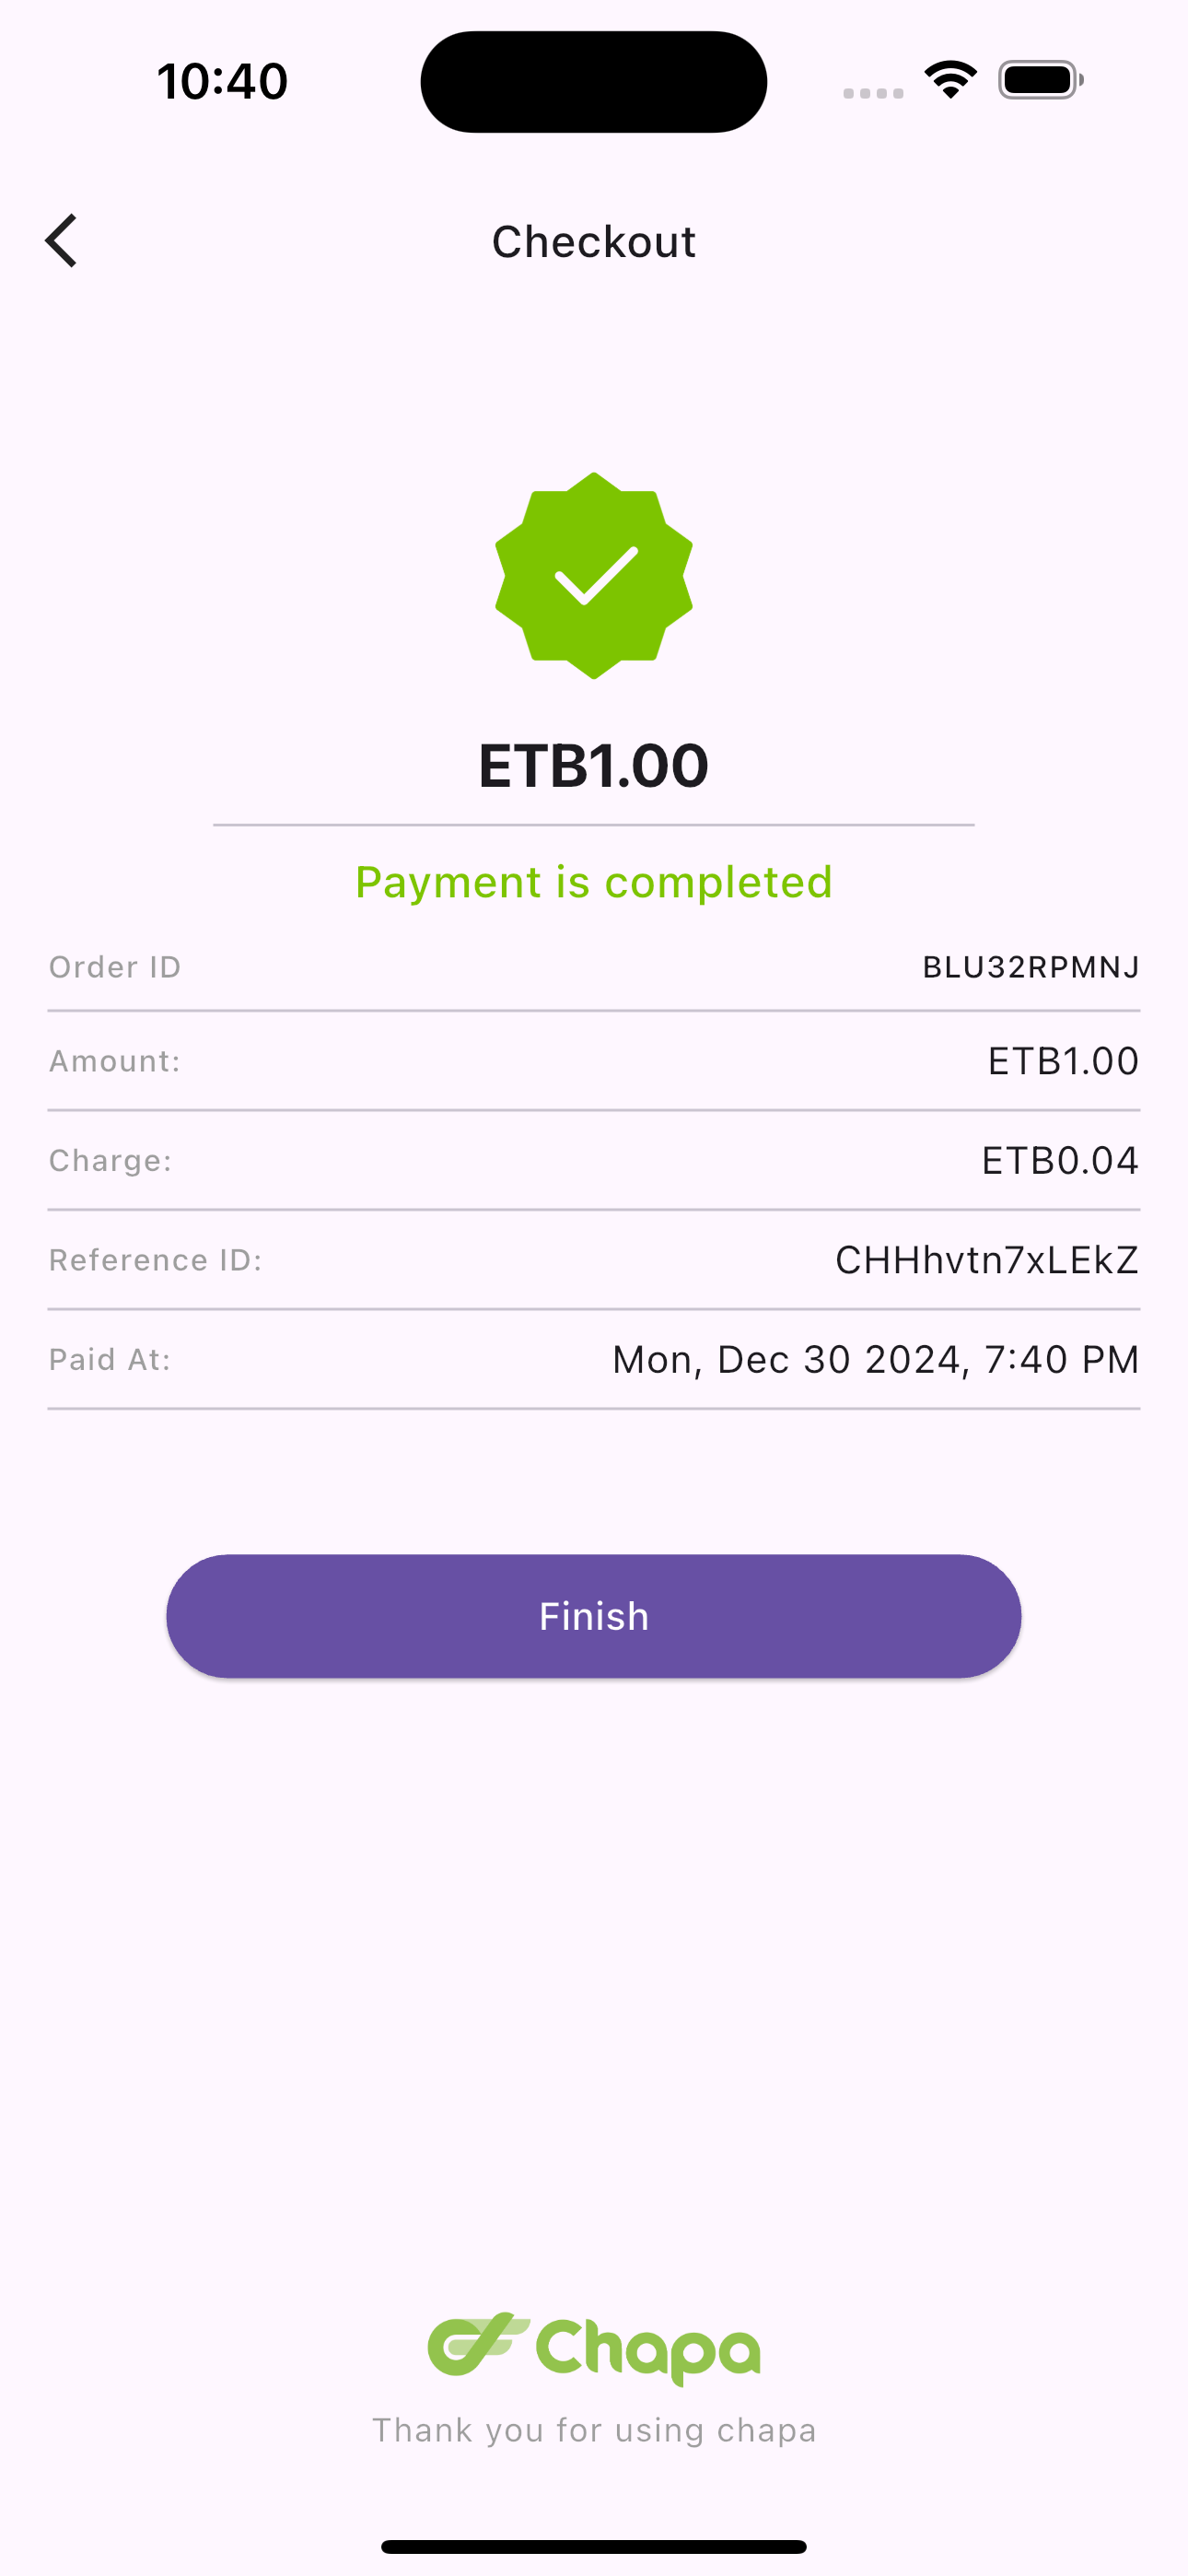 10:40
Checkout
ETB1.00
Payment is completed
Order ID BLU32RPMNJ
Amount: ETB1.00
Charge: ETB0.04
Reference ID: CHHhvtn7xLEkZ
Paid At: Mon, Dec 30 2024, 7:40 PM
Finish
Chapa
Thank you for using chapa